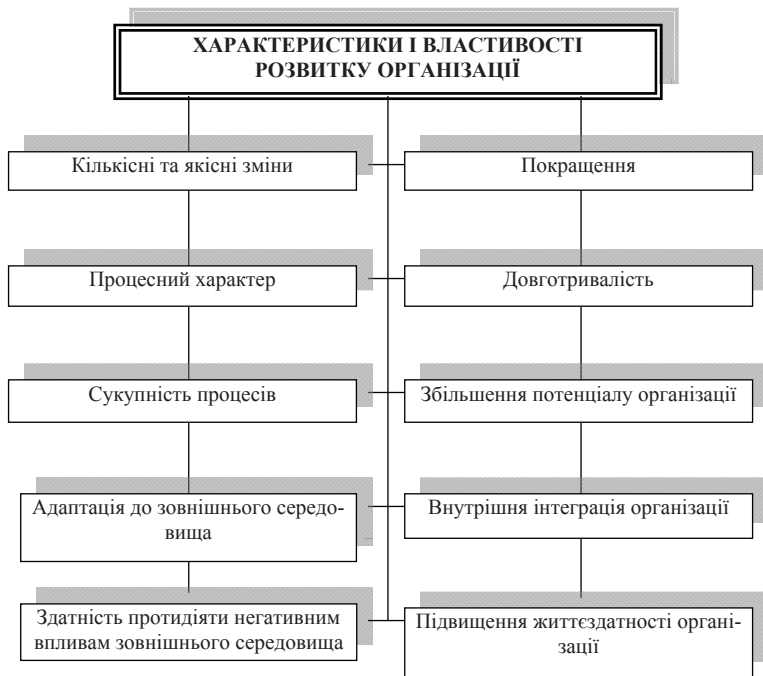 ХАРАКТЕРИСТИКИ І ВЛАСТИВОСТІ
РОЗВИТКУ ОРГАНІЗАЦІЇ
Кількісні та якісні зміни
Покращення
Процесний характер
Довготривалість
Сукупність процесів
Збільшення потенціалу організації
Адаптація до зовнішнього середо-
вища
Внутрішня інтеграція організації
Здатність протидіяти негативним
впливам зовнішнього середовища
Підвищення життєздатності органі-
зації